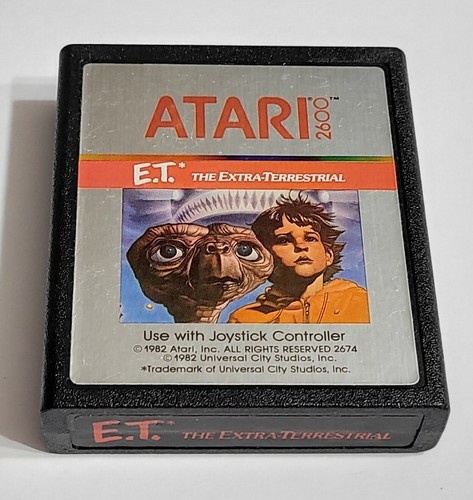 ATARI® 2600™
E.T.* THE EXTRA-TERRESTRIAL
Use with Joystick Controller
©1982 Atari, Inc. ALL RIGHTS RESERVED 2674
©1982 Universal City Studios, Inc.
*Trademark of Universal City Studios, Inc.
E.T.* THE EXTRA-TERRESTRIAL